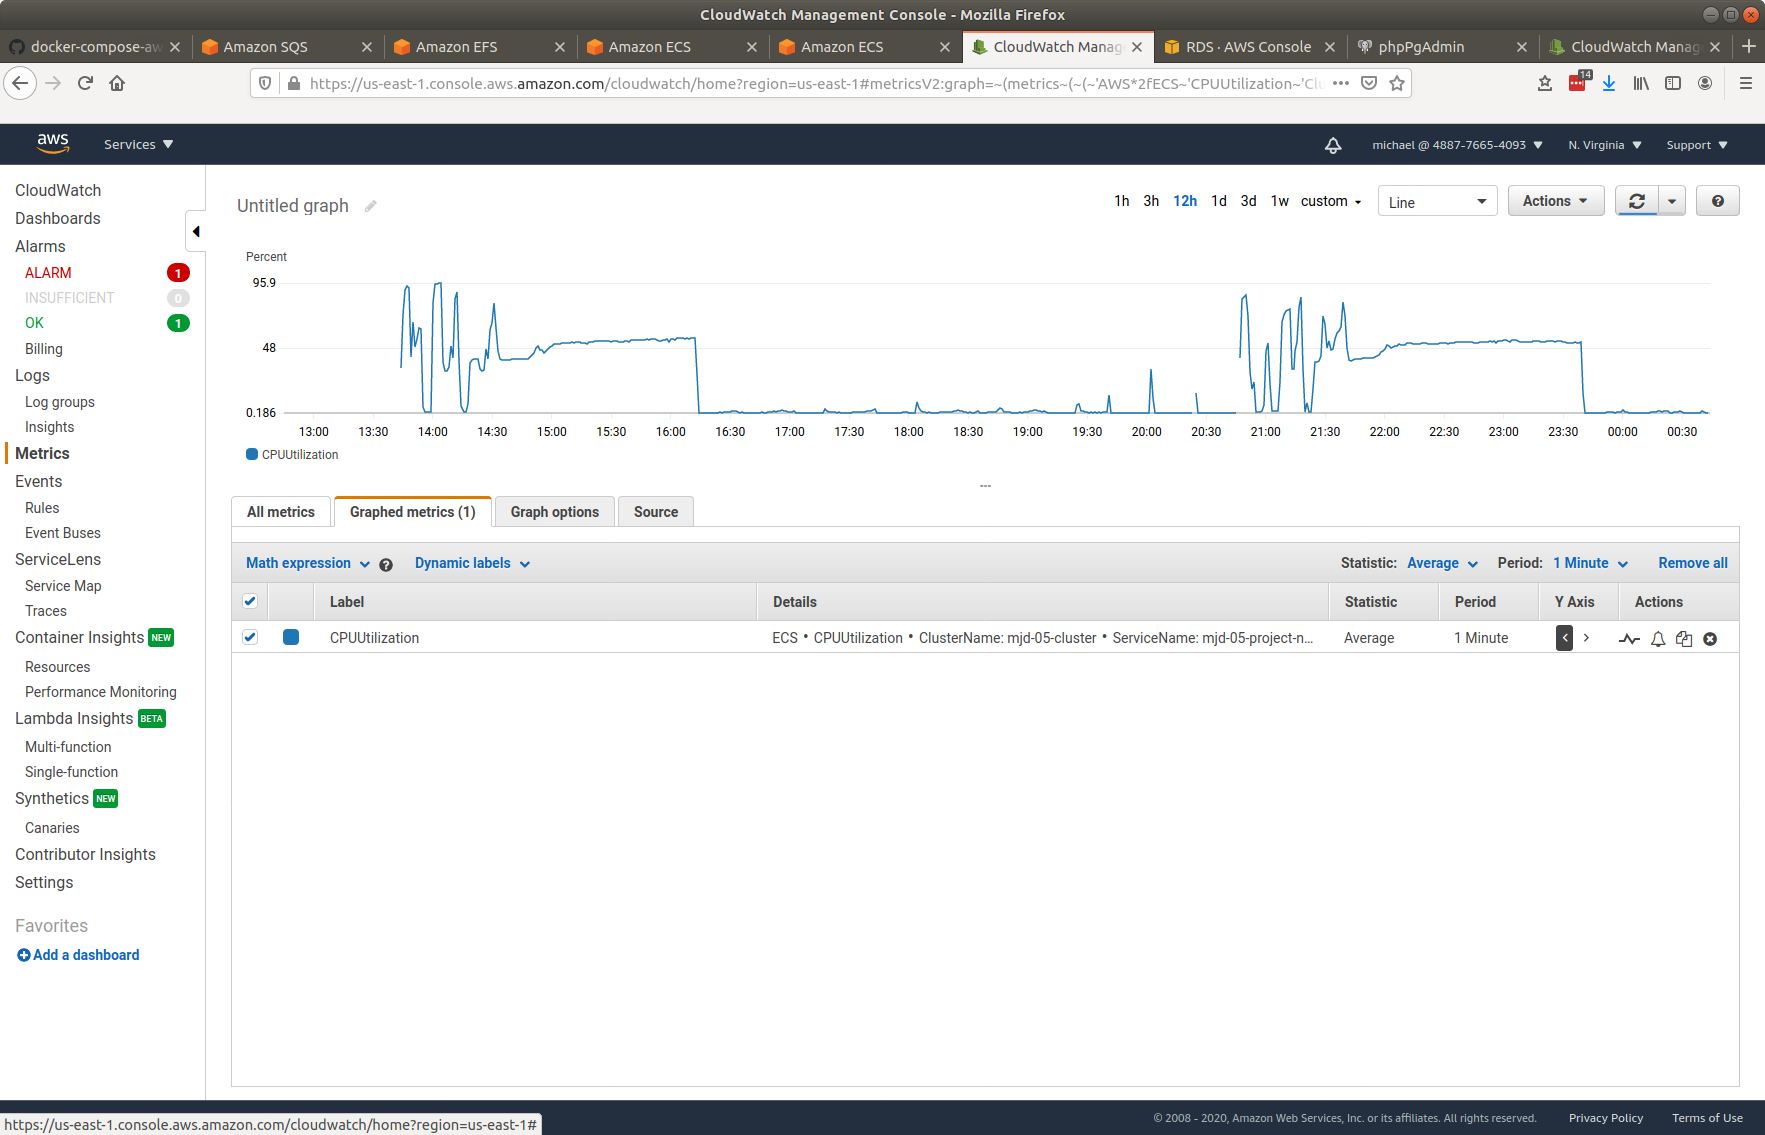 CloudWatch Management Console - Mozilla Firefox
docker-compose-aw
Amazon SQS
Amazon EFS
Amazon ECS
Amazon ECS
CloudWatch Manag
RDS · AWS Console
phpPgAdmin
CloudWatch Manag
https://us-east-1.console.aws.amazon.com/cloudwatch/home?region=us-east-1#metricsV2:graph=~(metrics~(~(~'AWS*2fECS~'CPUUtilization~'Clu
14
aws
Services
michael @ 4887-7665-4093
N. Virginia
Support
CloudWatch
Dashboards
Alarms
ALARM 1
INSUFFICIENT 0
OK 1
Billing
Logs
Log groups
Insights
Metrics
Events
Rules
Event Buses
ServiceLens
Service Map
Traces
Container Insights NEW
Resources
Performance Monitoring
Lambda Insights BETA
Multi-function
Single-function
Synthetics NEW
Canaries
Contributor Insights
Settings
Favorites
Add a dashboard
Untitled graph
1h 3h 12h 1d 3d 1w custom
Line
Actions
Percent
95.9
48
0.186
13:00 13:30 14:00 14:30 15:00 15:30 16:00 16:30 17:00 17:30 18:00 18:30 19:00 19:30 20:00 20:30 21:00 21:30 22:00 22:30 23:00 23:30 00:00 00:30
CPUUtilization
All metrics
Graphed metrics (1)
Graph options
Source
Math expression
Dynamic labels
Statistic: Average
Period: 1 Minute
Remove all
Label Details Statistic Period Y Axis Actions
CPUUtilization ECS • CPUUtilization • ClusterName: mjd-05-cluster • ServiceName: mjd-05-project-n... Average 1 Minute
© 2008 - 2020, Amazon Web Services, Inc. or its affiliates. All rights reserved.
Privacy Policy
Terms of Use
https://us-east-1.console.aws.amazon.com/cloudwatch/home?region=us-east-1#